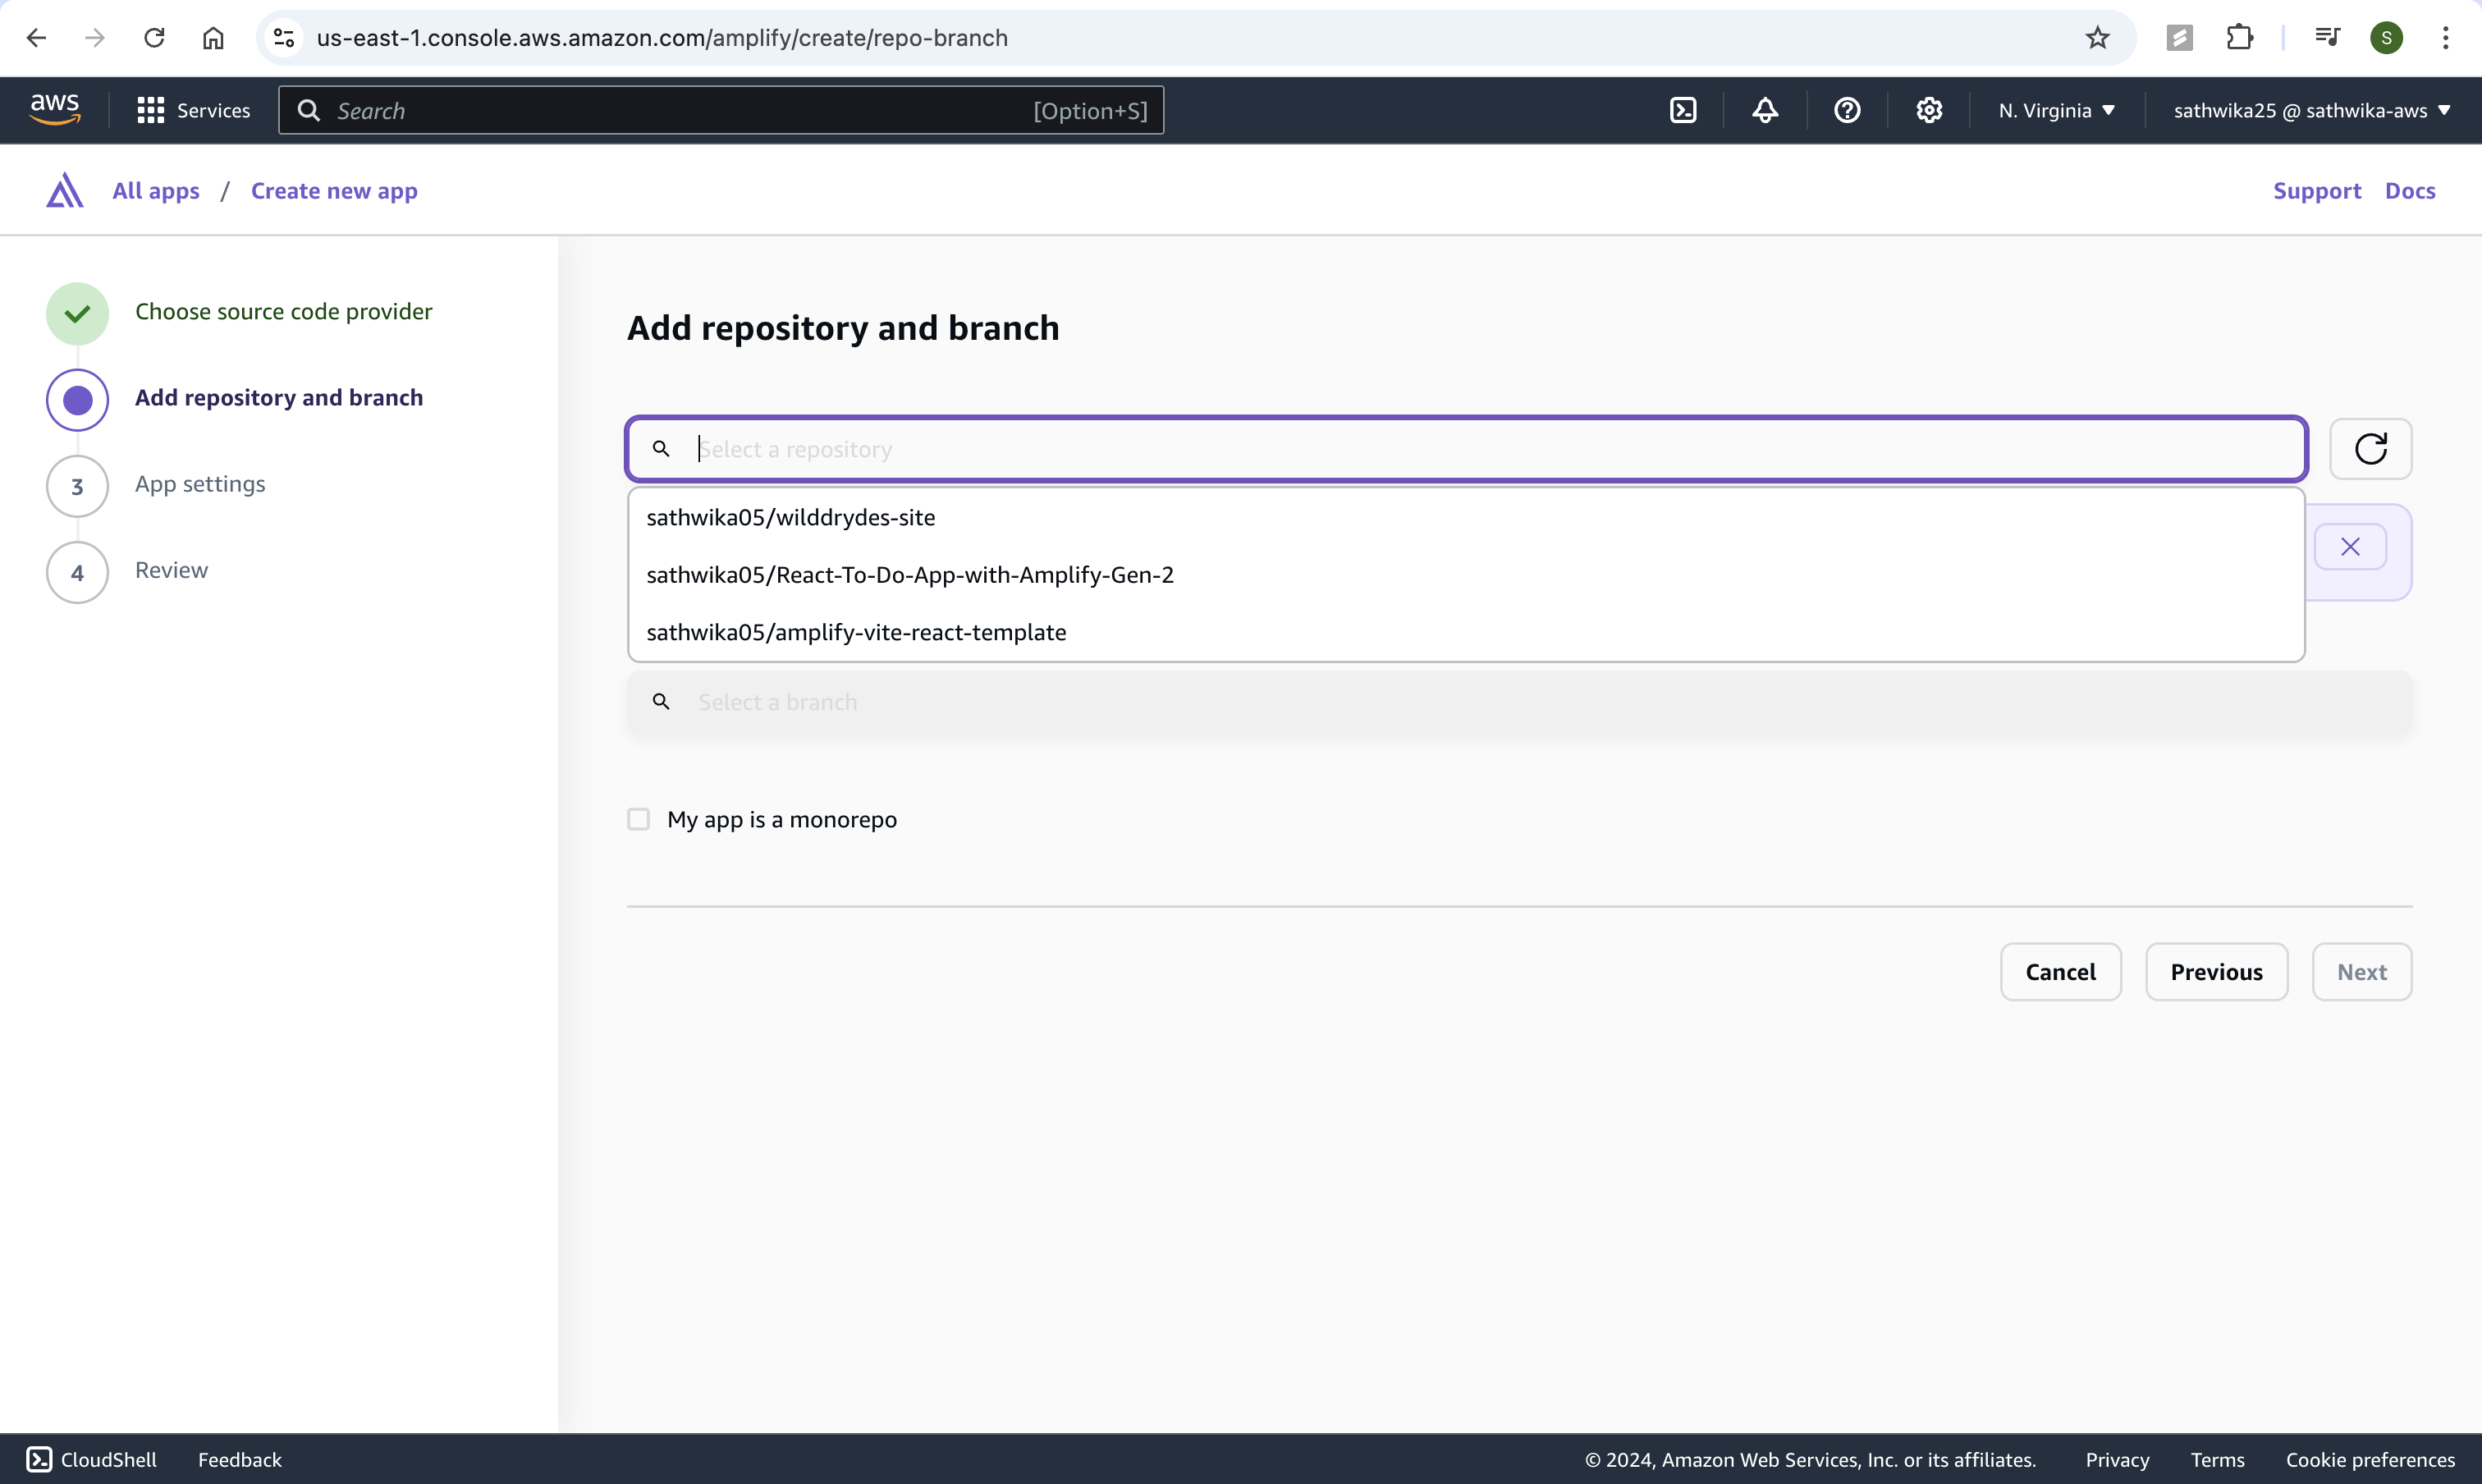 us-east-1.console.aws.amazon.com/amplify/create/repo-branch
S
aws
Services
Search
[Option+S]
N. Virginia
sathwika25 @ sathwika-aws
All apps / Create new app
Support
Docs
Choose source code provider
Add repository and branch
3
App settings
4
Review
Add repository and branch
Select a repository
sathwika05/wilddrydes-site
sathwika05/React-To-Do-App-with-Amplify-Gen-2
sathwika05/amplify-vite-react-template
Select a branch
My app is a monorepo
Cancel
Previous
Next
CloudShell
Feedback
© 2024, Amazon Web Services, Inc. or its affiliates.
Privacy
Terms
Cookie preferences